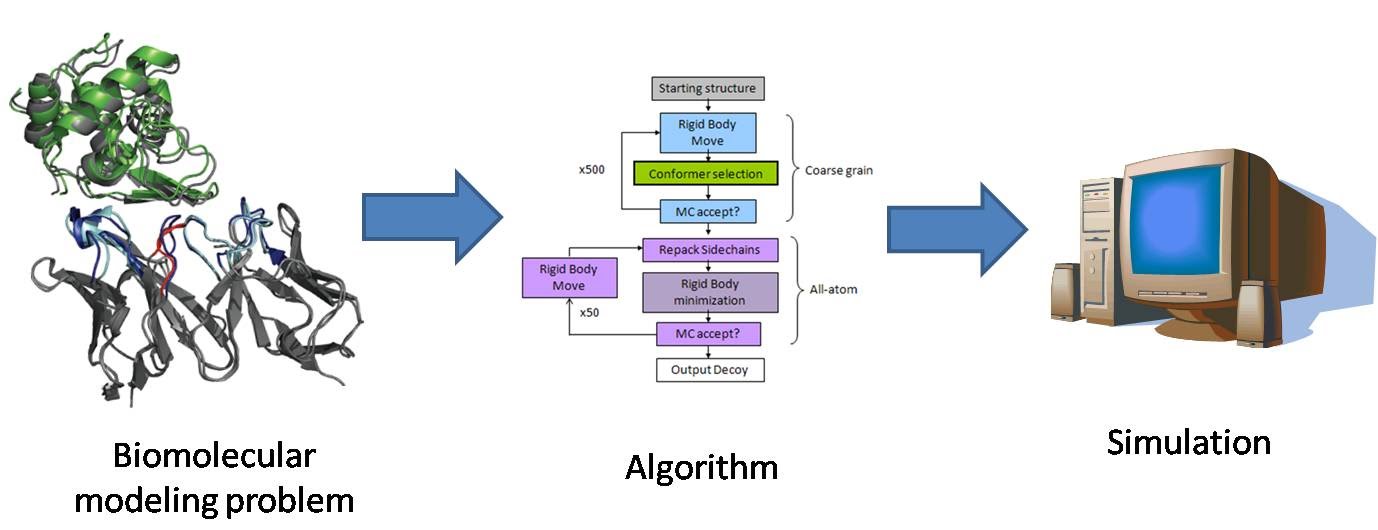 Starting structure
Rigid Body
Move
x500
Conformer selection
Coarse grain
MC accept?
Repack Sidechains
Rigid Body
Move
Rigid Body
minimization
All-atom
x50
MC accept?
Output Decoy
Biomolecular
modeling problem
Algorithm
Simulation